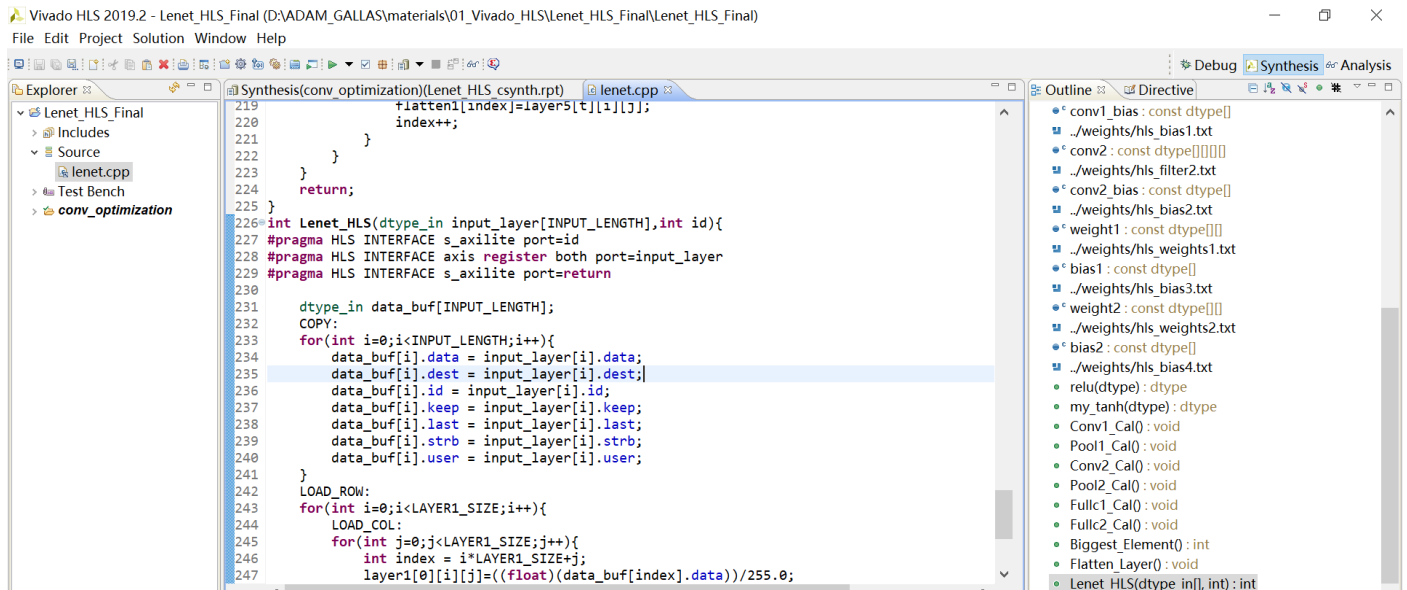 Vivado HLS 2019.2 - Lenet_HLS_Final (D:\ADAM_GALLAS\materials\01_Vivado_HLS\Lenet_HLS_Final\Lenet_HLS_Final)
File Edit Project Solution Window Help
Debug Synthesis Analysis
Explorer
Lenet_HLS_Final
Includes
Source
lenet.cpp
Test Bench
conv_optimization
Synthesis(conv_optimization)(Lenet_HLS_csynth.rpt) lenet.cpp
219 flatten1[index]=layer5[t][i][j];
220 index++;
221 }
222 }
223 }
224 return;
225 }
226 int Lenet_HLS(dtype_in input_layer[INPUT_LENGTH],int id){
227 #pragma HLS INTERFACE s_axilite port=id
228 #pragma HLS INTERFACE axis register both port=input_layer
229 #pragma HLS INTERFACE s_axilite port=return
230
231 dtype_in data_buf[INPUT_LENGTH];
232 COPY:
233 for(int i=0;i<INPUT_LENGTH;i++){
234 data_buf[i].data = input_layer[i].data;
235 data_buf[i].dest = input_layer[i].dest;
236 data_buf[i].id = input_layer[i].id;
237 data_buf[i].keep = input_layer[i].keep;
238 data_buf[i].last = input_layer[i].last;
239 data_buf[i].strb = input_layer[i].strb;
240 data_buf[i].user = input_layer[i].user;
241 }
242 LOAD_ROW:
243 for(int i=0;i<LAYER1_SIZE;i++){
244 LOAD_COL:
245 for(int j=0;j<LAYER1_SIZE;j++){
246 int index = i*LAYER1_SIZE+j;
247 layer1[0][i][j]=((float)(data_buf[index].data))/255.0;
Outline Directive
conv1_bias : const dtype[]
../weights/hls_bias1.txt
conv2 : const dtype[][][][]
../weights/hls_filter2.txt
conv2_bias : const dtype[]
../weights/hls_bias2.txt
weight1 : const dtype[][]
../weights/hls_weights1.txt
bias1 : const dtype[]
../weights/hls_bias3.txt
weight2 : const dtype[][]
../weights/hls_weights2.txt
bias2 : const dtype[]
../weights/hls_bias4.txt
relu(dtype) : dtype
my_tanh(dtype) : dtype
Conv1_Cal() : void
Pool1_Cal() : void
Conv2_Cal() : void
Pool2_Cal() : void
Fullc1_Cal() : void
Fullc2_Cal() : void
Biggest_Element() : int
Flatten_Layer() : void
Lenet_HLS(dtype_in[], int) : int